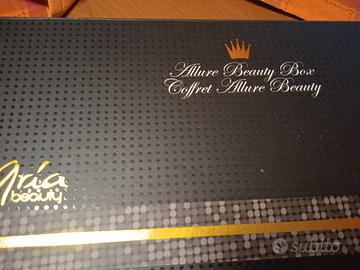 Allure Beauty Box
Coffret Allure Beauty
Aria
beauty
subito